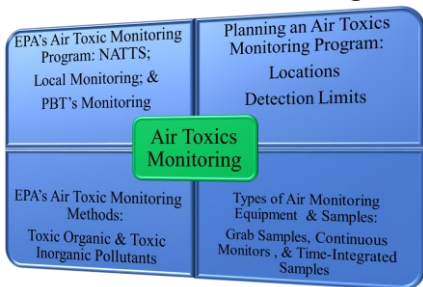 EPA's Air Toxic Monitoring
Program: NATTS;
Local Monitoring; &
PBT's Monitoring
Planning an Air Toxics
Monitoring Program:
Locations
Detection Limits
Air Toxics
Monitoring
EPA's Air Toxic Monitoring
Methods:
Toxic Organic & Toxic
Inorganic Pollutants
Types of Air Monitoring
Equipment & Samples:
Grab Samples, Continuous
Monitors , & Time-Integrated
Samples